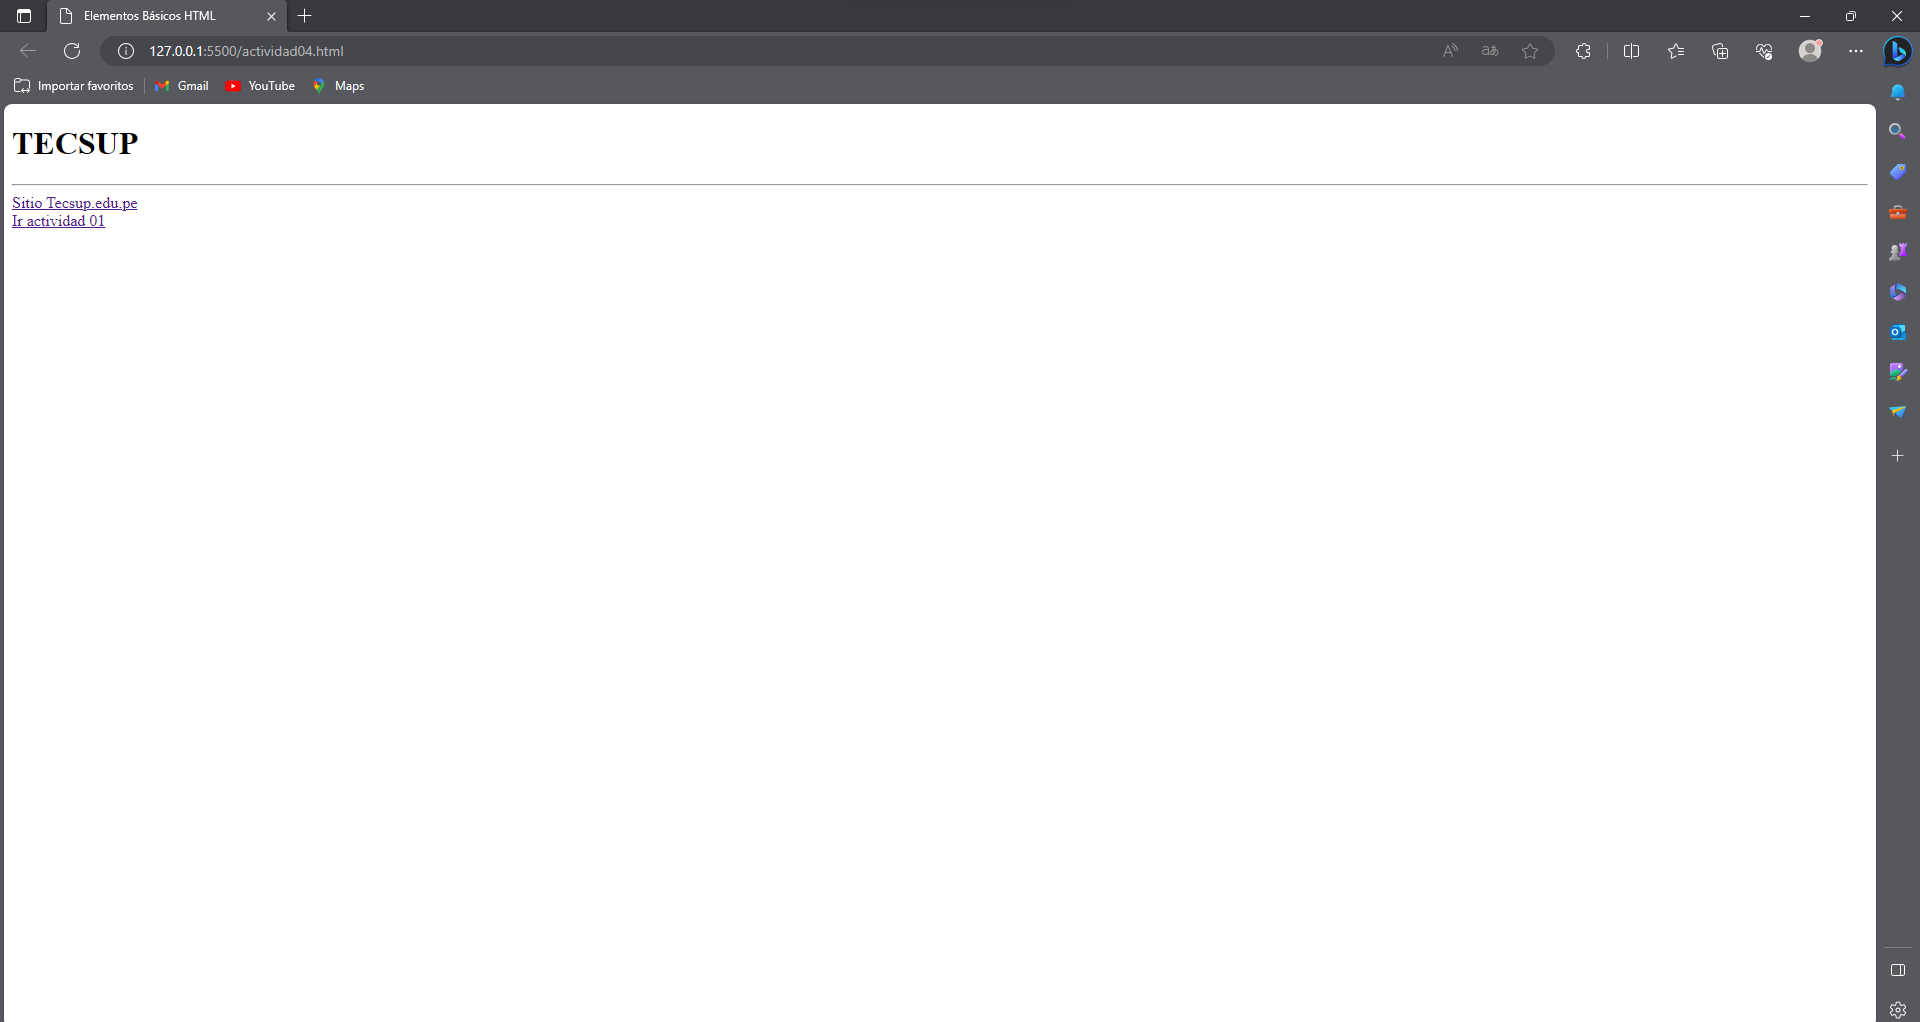 Elementos Básicos HTML
127.0.0.1:5500/actividad04.html
Importar favoritos Gmail YouTube Maps
TECSUP
Sitio Tecsup.edu.pe
Ir actividad 01